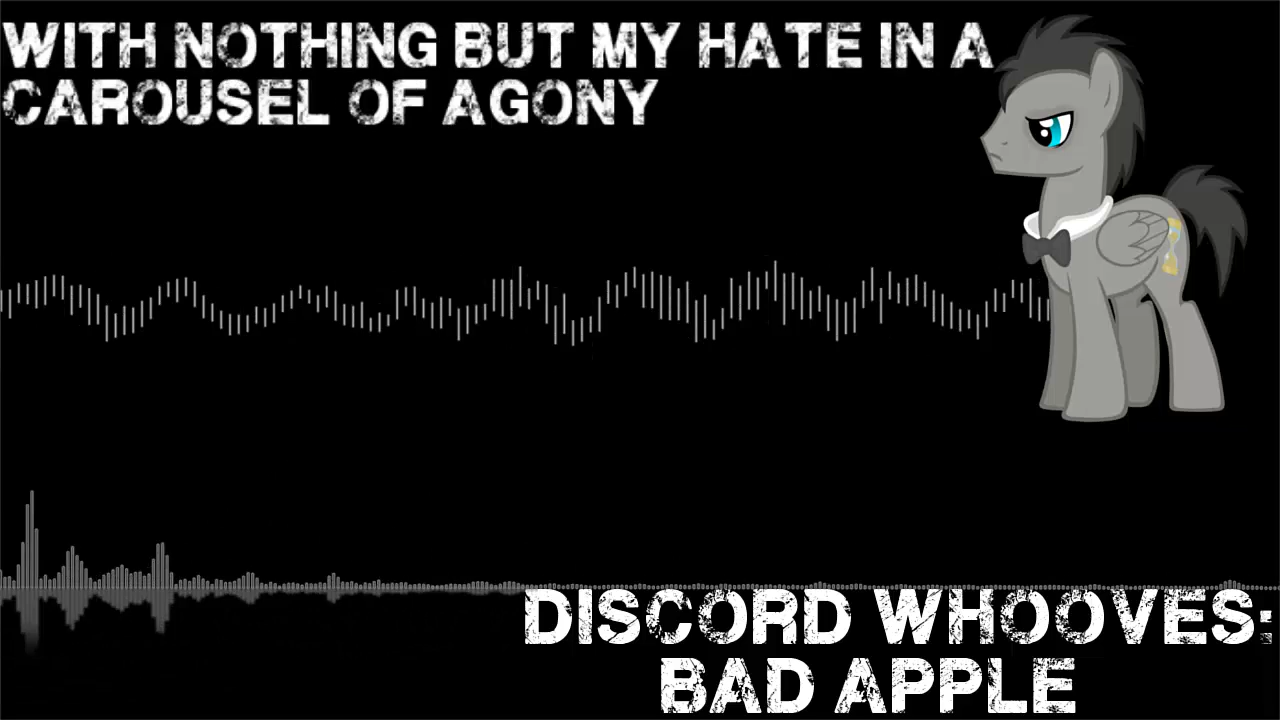 WITH NOTHING BUT MY HATE IN A
CAROUSEL OF AGONY
DISCORD WHOOVES:
BAD APPLE